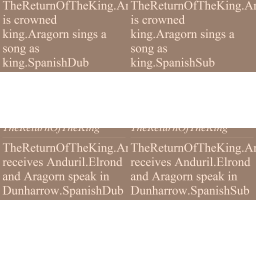 TheReturnOfTheKing.Ar TheReturnOfTheKing.Ar
is crowned is crowned
king.Aragorn sings a king.Aragorn sings a
song as song as
king.SpanishDub king.SpanishSub
TheReturnOfTheKing TheReturnOfTheKing
TheReturnOfTheKing.Ar TheReturnOfTheKing.Ar
receives Anduril.Elrond receives Anduril.Elrond
and Aragorn speak in and Aragorn speak in
Dunharrow.SpanishDub Dunharrow.SpanishSub